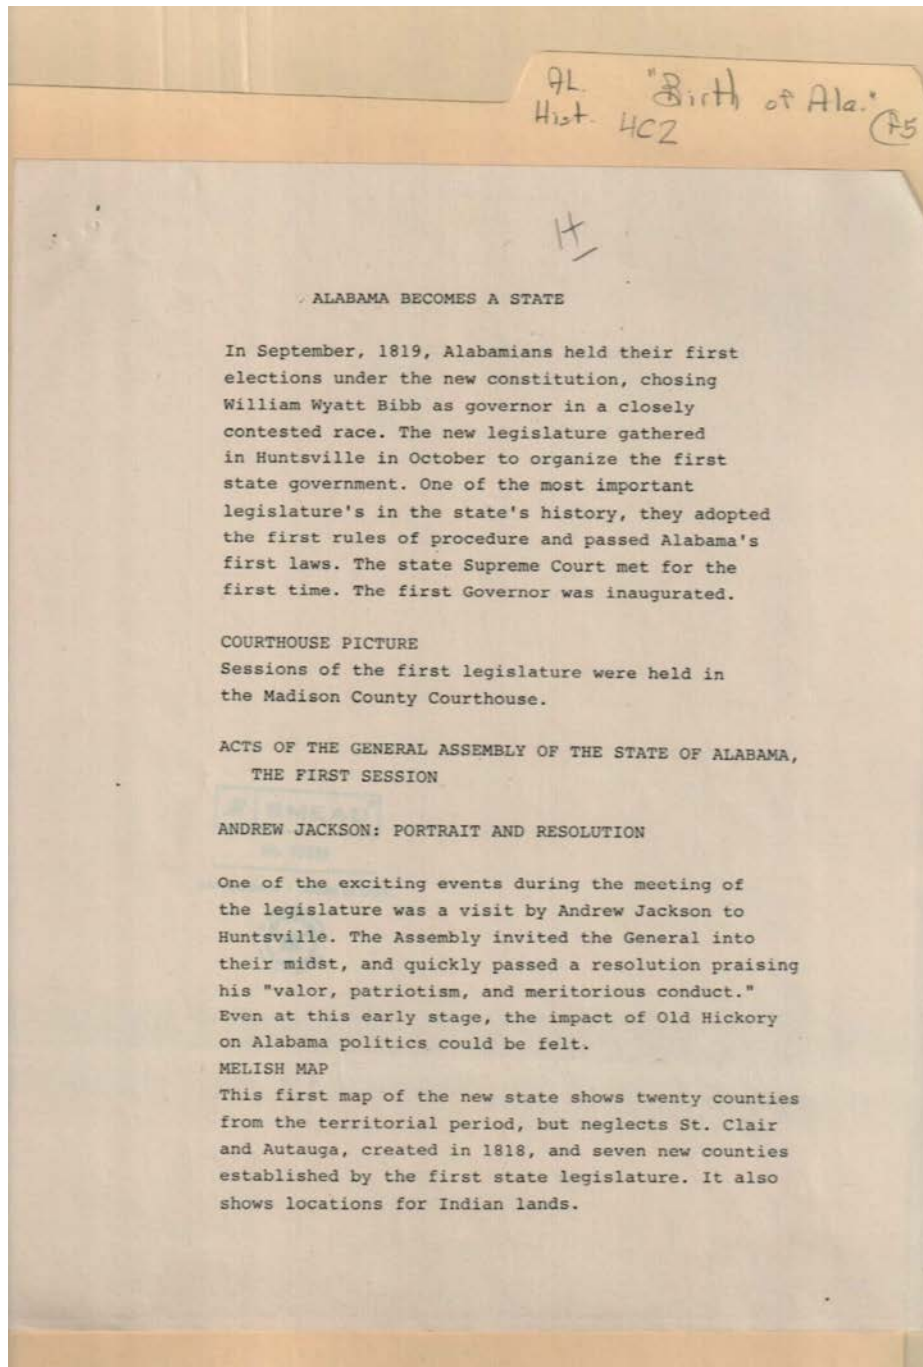 AL. "Birth of Ala."
Hist. 4C2
H
ALABAMA BECOMES A STATE
In September, 1819, Alabamians held their first
elections under the new constitution, chosing
William Wyatt Bibb as governor in a closely
contested race. The new legislature gathered
in Huntsville in October to organize the first
state government. One of the most important
legislature's in the state's history, they adopted
the first rules of procedure and passed Alabama's
first laws. The state Supreme Court met for the
first time. The first Governor was inaugurated.
COURTHOUSE PICTURE
Sessions of the first legislature were held in
the Madison County Courthouse.
ACTS OF THE GENERAL ASSEMBLY OF THE STATE OF ALABAMA,
THE FIRST SESSION
ANDREW JACKSON: PORTRAIT AND RESOLUTION
One of the exciting events during the meeting of
the legislature was a visit by Andrew Jackson to
Huntsville. The Assembly invited the General into
their midst, and quickly passed a resolution praising
his "valor, patriotism, and meritorious conduct."
Even at this early stage, the impact of Old Hickory
on Alabama politics could be felt.
MELISH MAP
This first map of the new state shows twenty counties
from the territorial period, but neglects St. Clair
and Autauga, created in 1818, and seven new counties
established by the first state legislature. It also
shows locations for Indian lands.